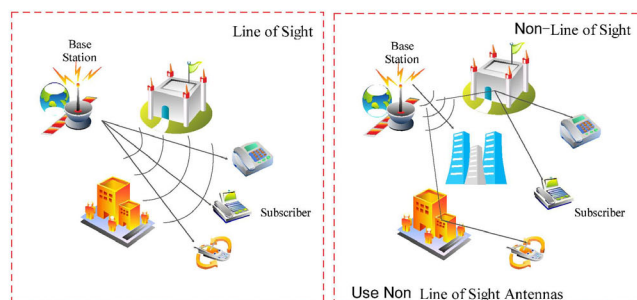 Line of Sight
Base
Station
Subscriber
Non-Line of Sight
Base
Station
Subscriber
Use Non Line of Sight Antennas